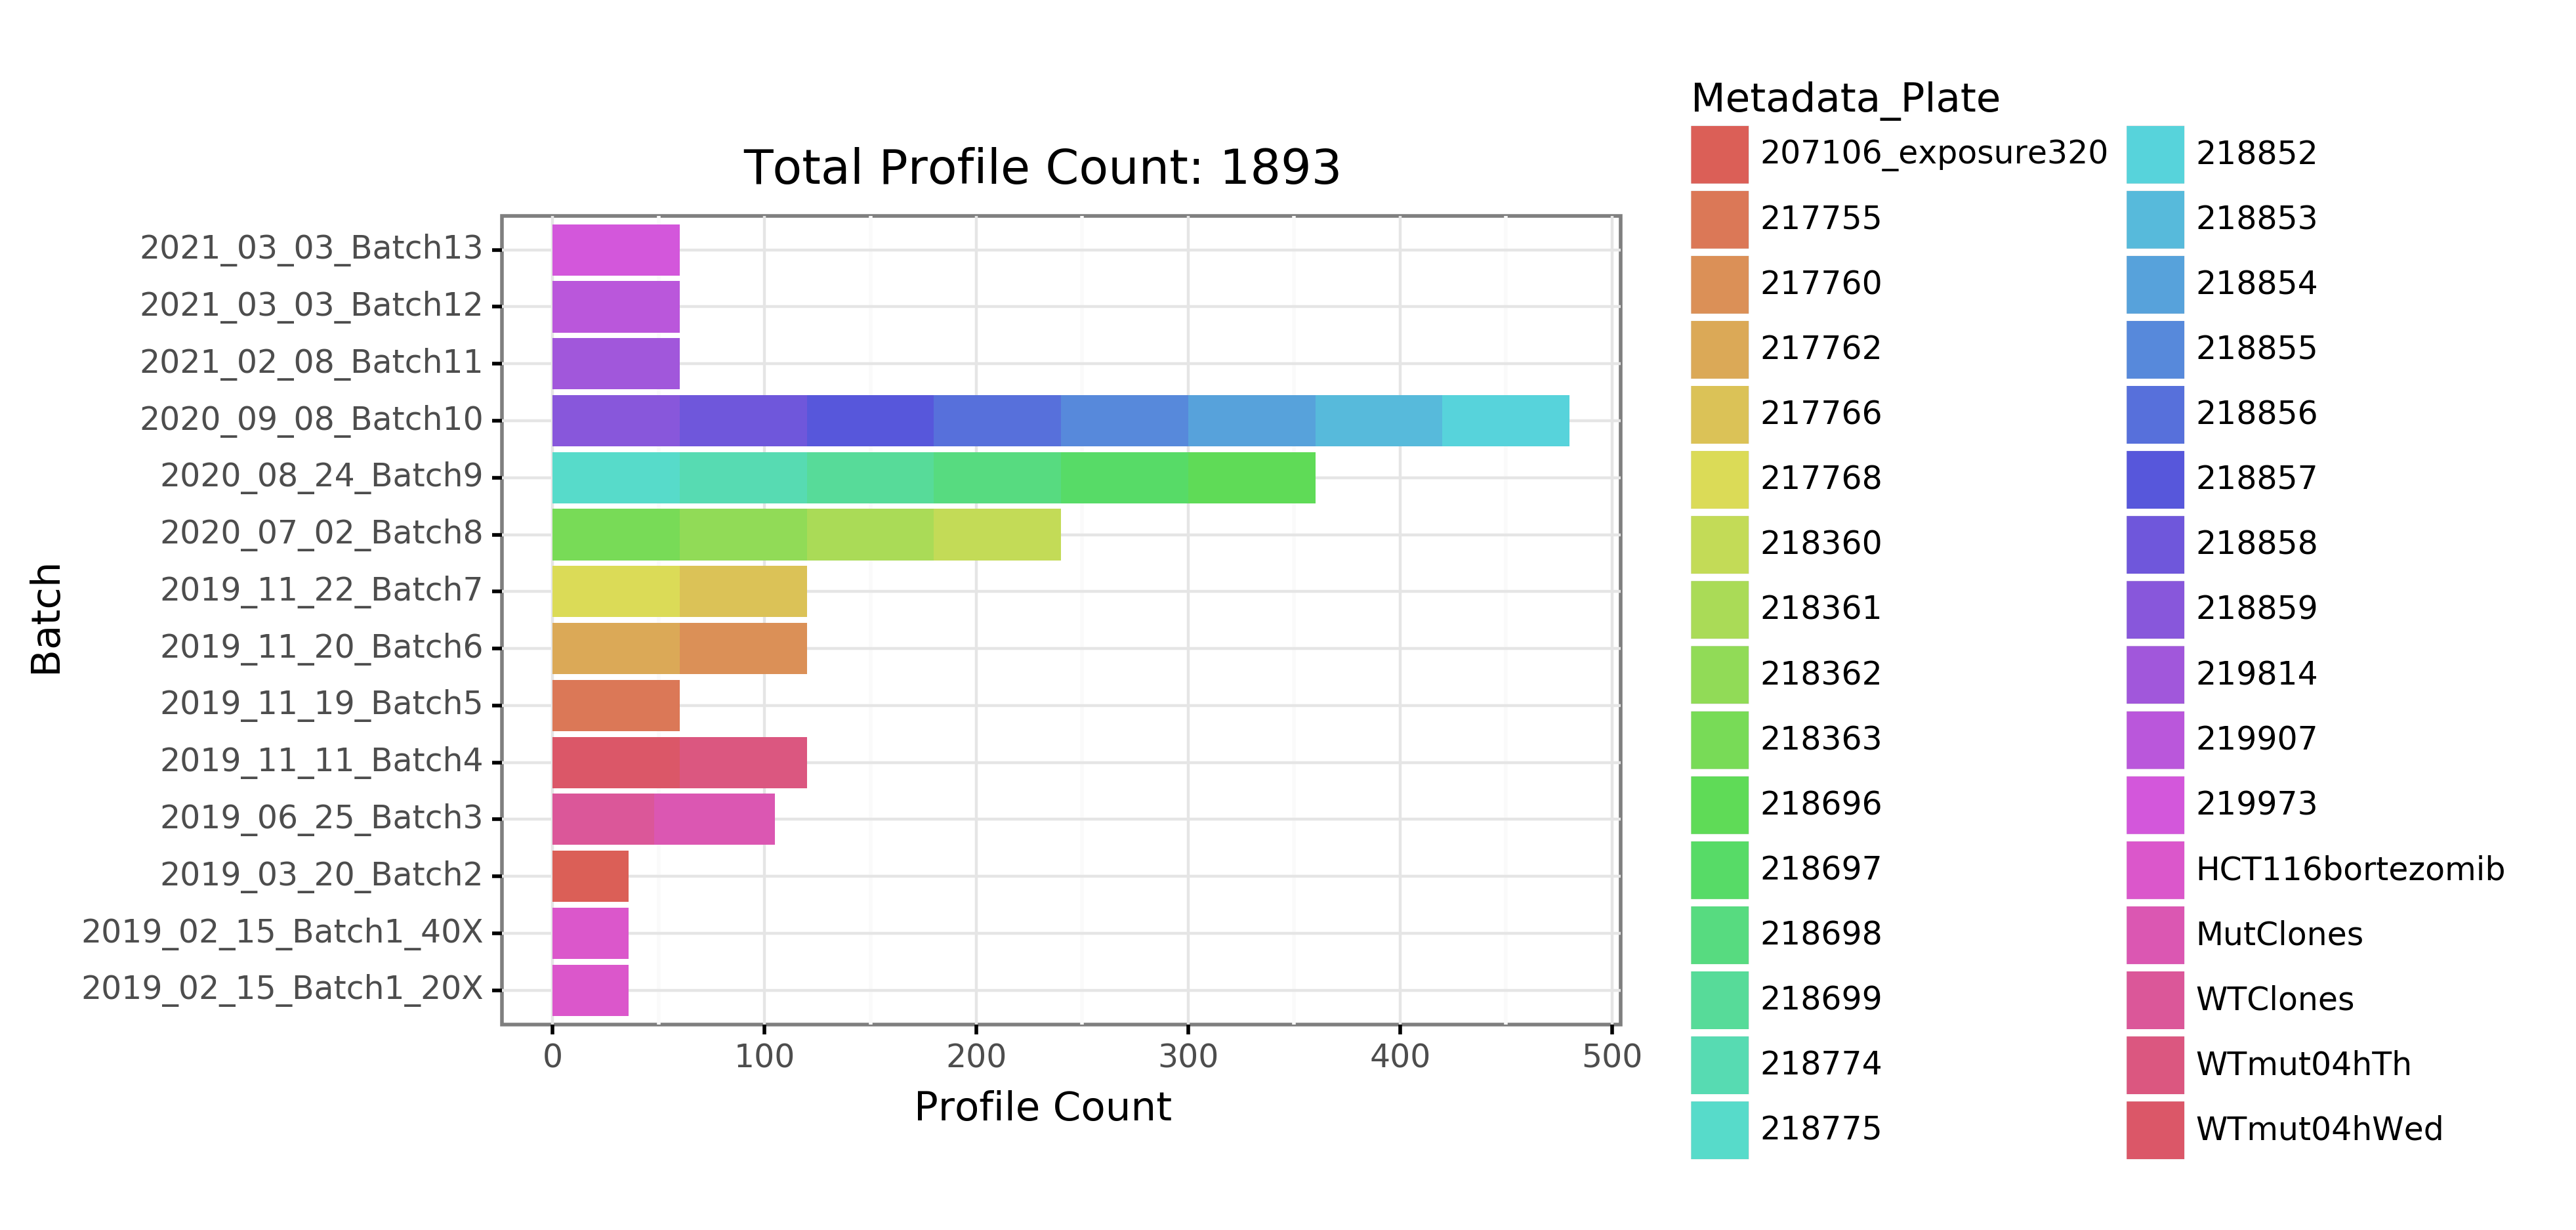 Total Profile Count: 1893
Batch
2021_03_03_Batch13
2021_03_03_Batch12
2021_02_08_Batch11
2020_09_08_Batch10
2020_08_24_Batch9
2020_07_02_Batch8
2019_11_22_Batch7
2019_11_20_Batch6
2019_11_19_Batch5
2019_11_11_Batch4
2019_06_25_Batch3
2019_03_20_Batch2
2019_02_15_Batch1_40X
2019_02_15_Batch1_20X
0 100 200 300 400 500
Profile Count
Metadata_Plate
207106_exposure320
217755
217760
217762
217766
217768
218360
218361
218362
218363
218696
218697
218698
218699
218774
218775
218852
218853
218854
218855
218856
218857
218858
218859
219814
219907
219973
HCT116bortezomib
MutClones
WTClones
WTmut04hTh
WTmut04hWed